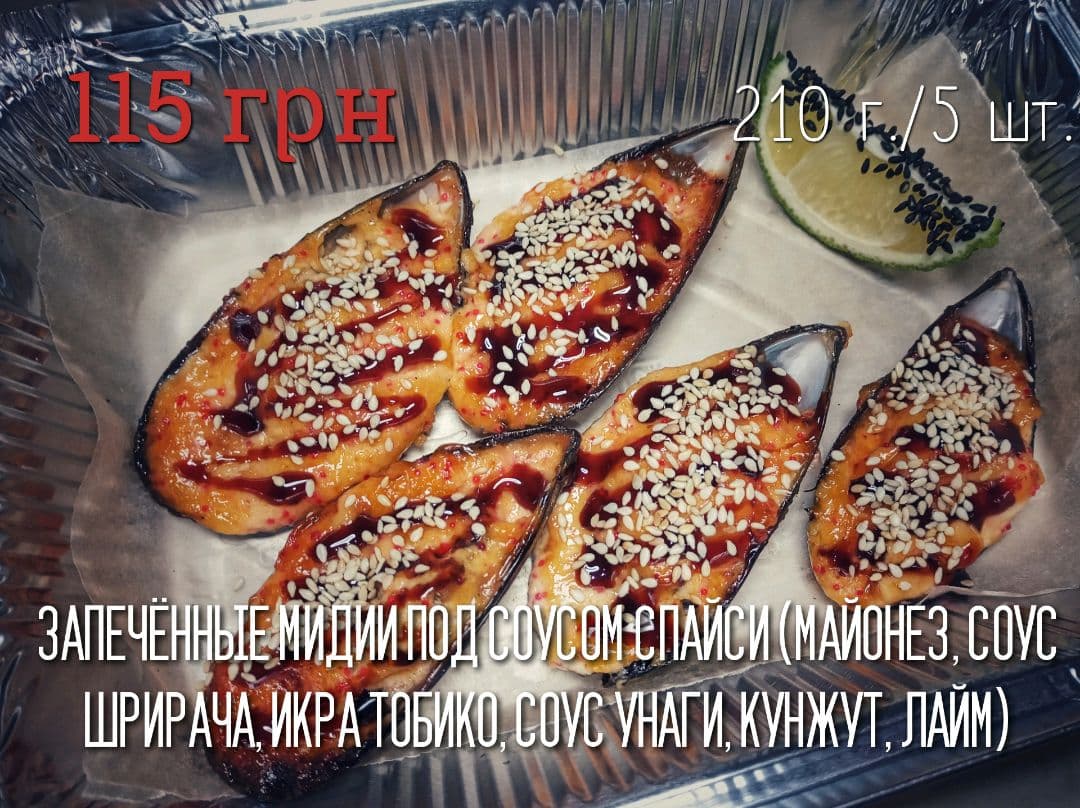 115 грн
210 г /5 шт.
ЗАПЕЧЁННЫЕ МИДИИ ПОД СОУСОМ СПАЙСИ (МАЙОНЕЗ, СОУС
ШРИРАЧА, ИКРА ТОБИКО, СОУС УНАГИ, КУНЖУТ, ЛАЙМ)